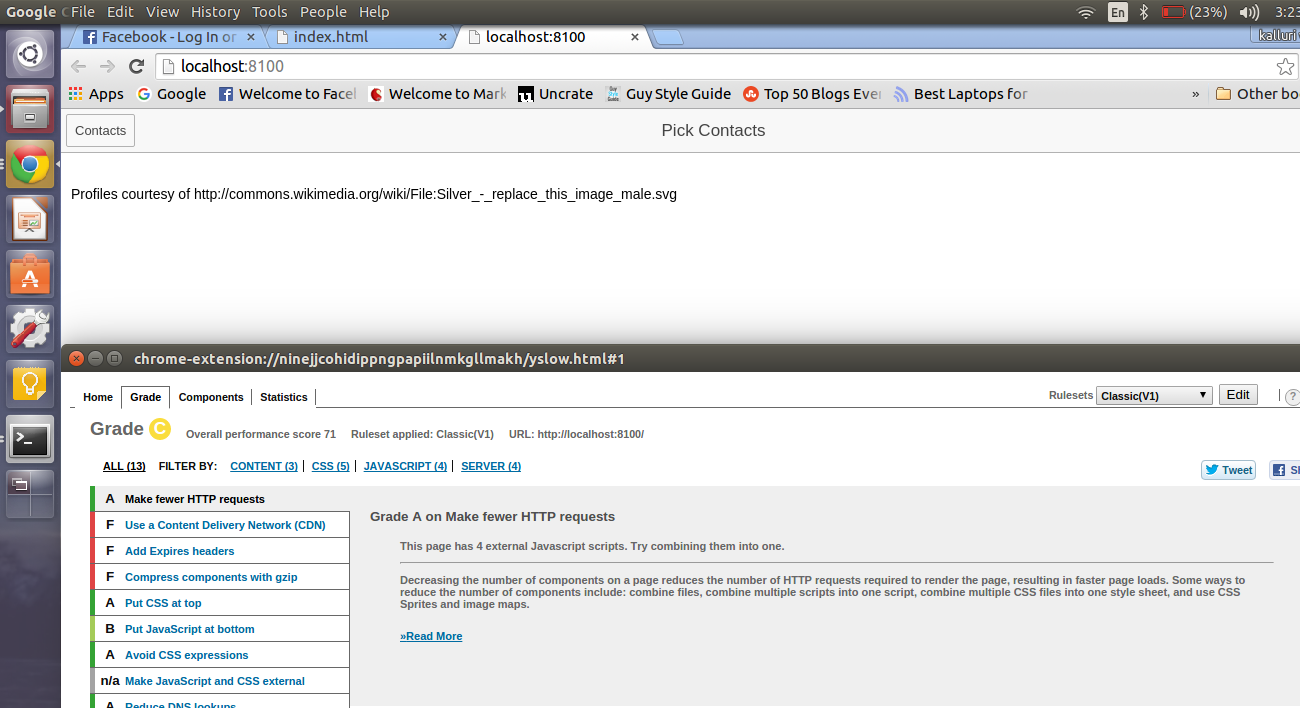 Google C File Edit View History Tools People Help En (23%) 3:23
Facebook - Log In or index.html localhost:8100 kalluri
localhost:8100
Apps Google Welcome to Facel Welcome to Mark Uncrate Guy Style Guide Top 50 Blogs Ever Best Laptops for » Other bo
Contacts Pick Contacts
Profiles courtesy of http://commons.wikimedia.org/wiki/File:Silver_-_replace_this_image_male.svg
chrome-extension://ninejjcohidippngpapiilnmkgllmakh/yslow.html#1
Home Grade Components Statistics Rulesets Classic(V1) Edit ?
Grade C Overall performance score 71 Ruleset applied: Classic(V1) URL: http://localhost:8100/
ALL (13) FILTER BY: CONTENT (3) CSS (5) JAVASCRIPT (4) SERVER (4)
Tweet
A Make fewer HTTP requests
F Use a Content Delivery Network (CDN)
F Add Expires headers
F Compress components with gzip
A Put CSS at top
B Put JavaScript at bottom
A Avoid CSS expressions
n/a Make JavaScript and CSS external
A Reduce DNS lookups
Grade A on Make fewer HTTP requests
This page has 4 external Javascript scripts. Try combining them into one.
Decreasing the number of components on a page reduces the number of HTTP requests required to render the page, resulting in faster page loads. Some ways to
reduce the number of components include: combine files, combine multiple scripts into one script, combine multiple CSS files into one style sheet, and use CSS
Sprites and image maps.
»Read More